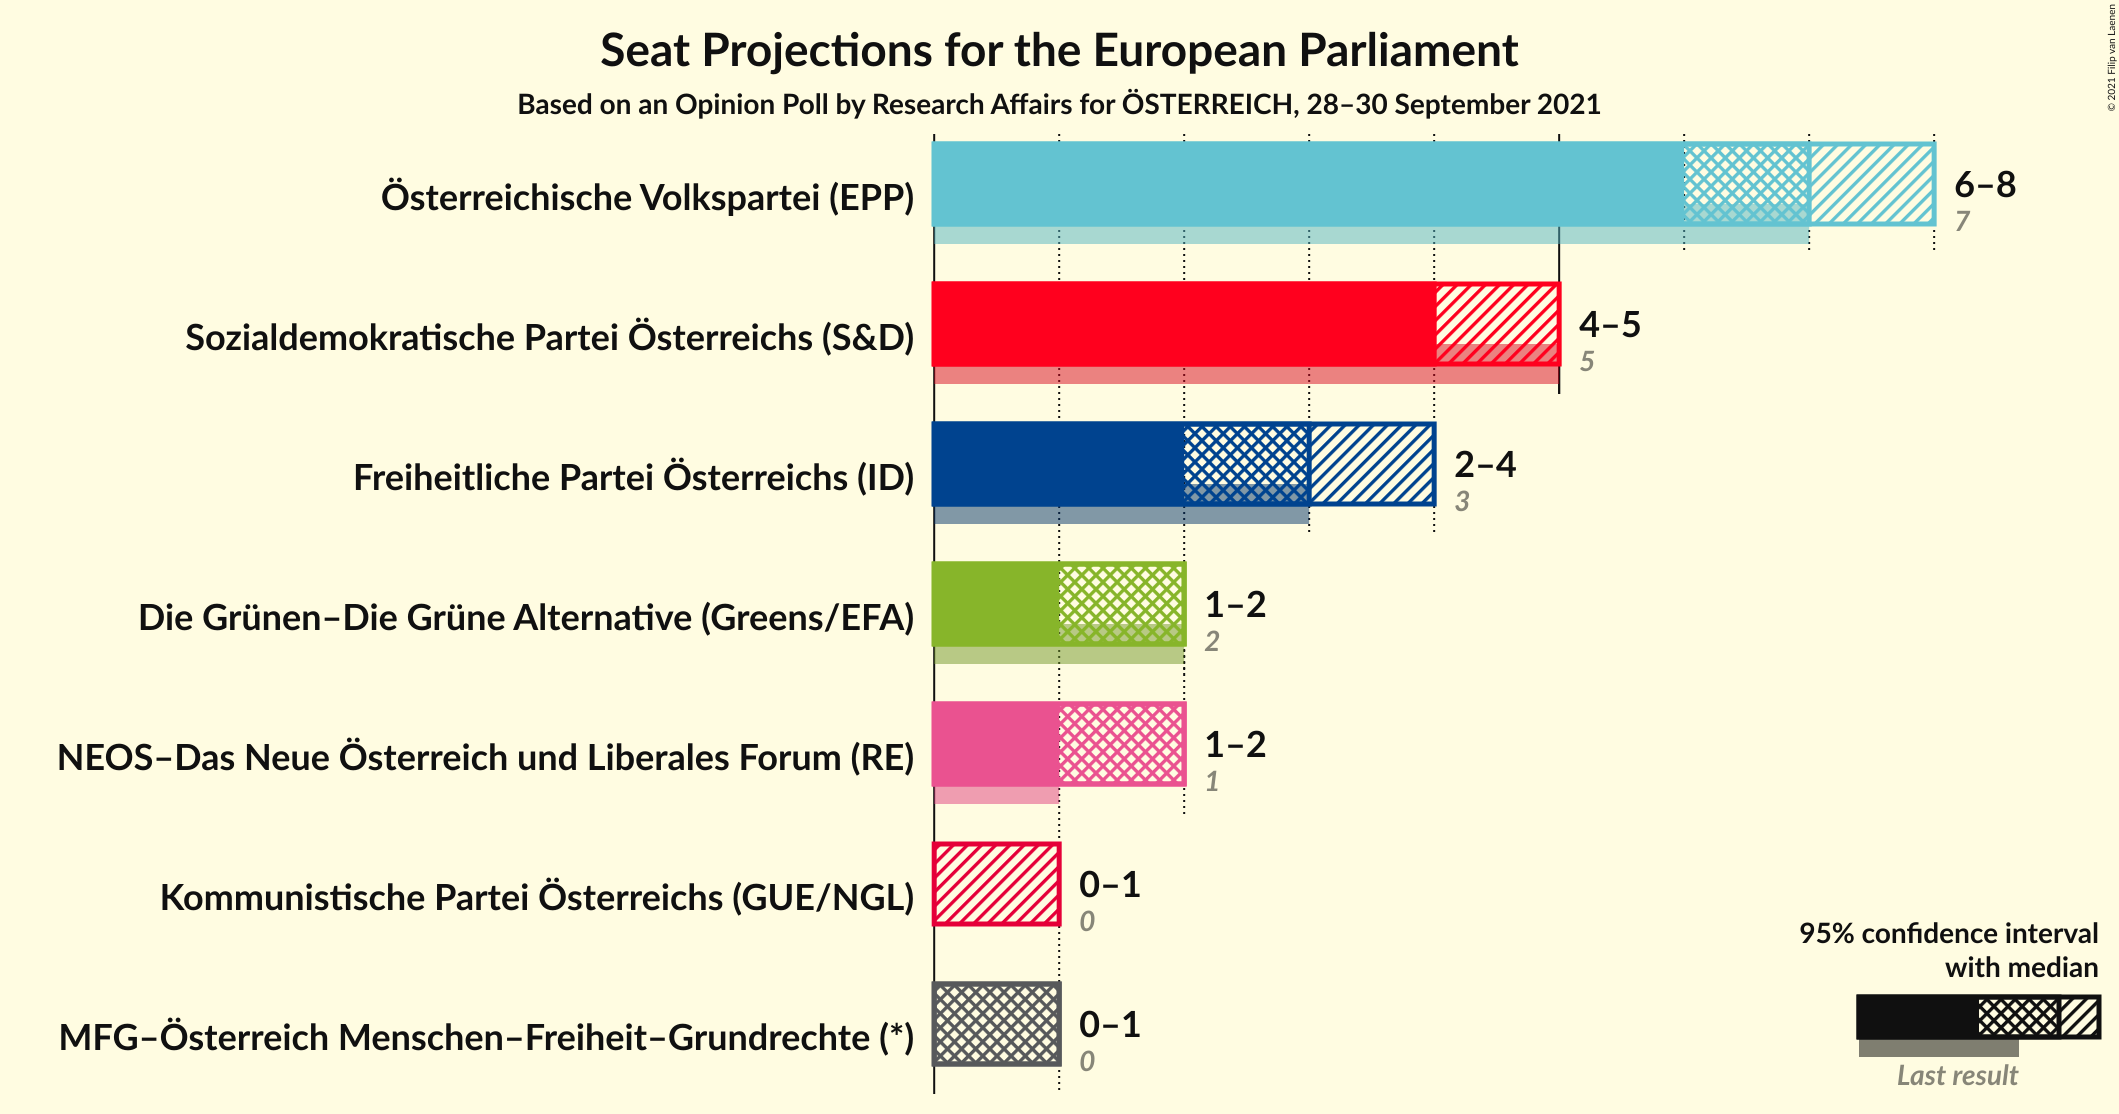 Seat Projections for the European Parliament
Based on an Opinion Poll by Research Affairs for ÖSTERREICH, 28–30 September 2021
© 2021 Filip van Laenen
Österreichische Volkspartei (EPP)
6–8
7
Sozialdemokratische Partei Österreichs (S&D)
4–5
5
Freiheitliche Partei Österreichs (ID)
2–4
3
Die Grünen–Die Grüne Alternative (Greens/EFA)
1–2
2
NEOS–Das Neue Österreich und Liberales Forum (RE)
1–2
1
Kommunistische Partei Österreichs (GUE/NGL)
0–1
0
MFG–Österreich Menschen–Freiheit–Grundrechte (*)
0–1
0
95% confidence interval
with median
Last result